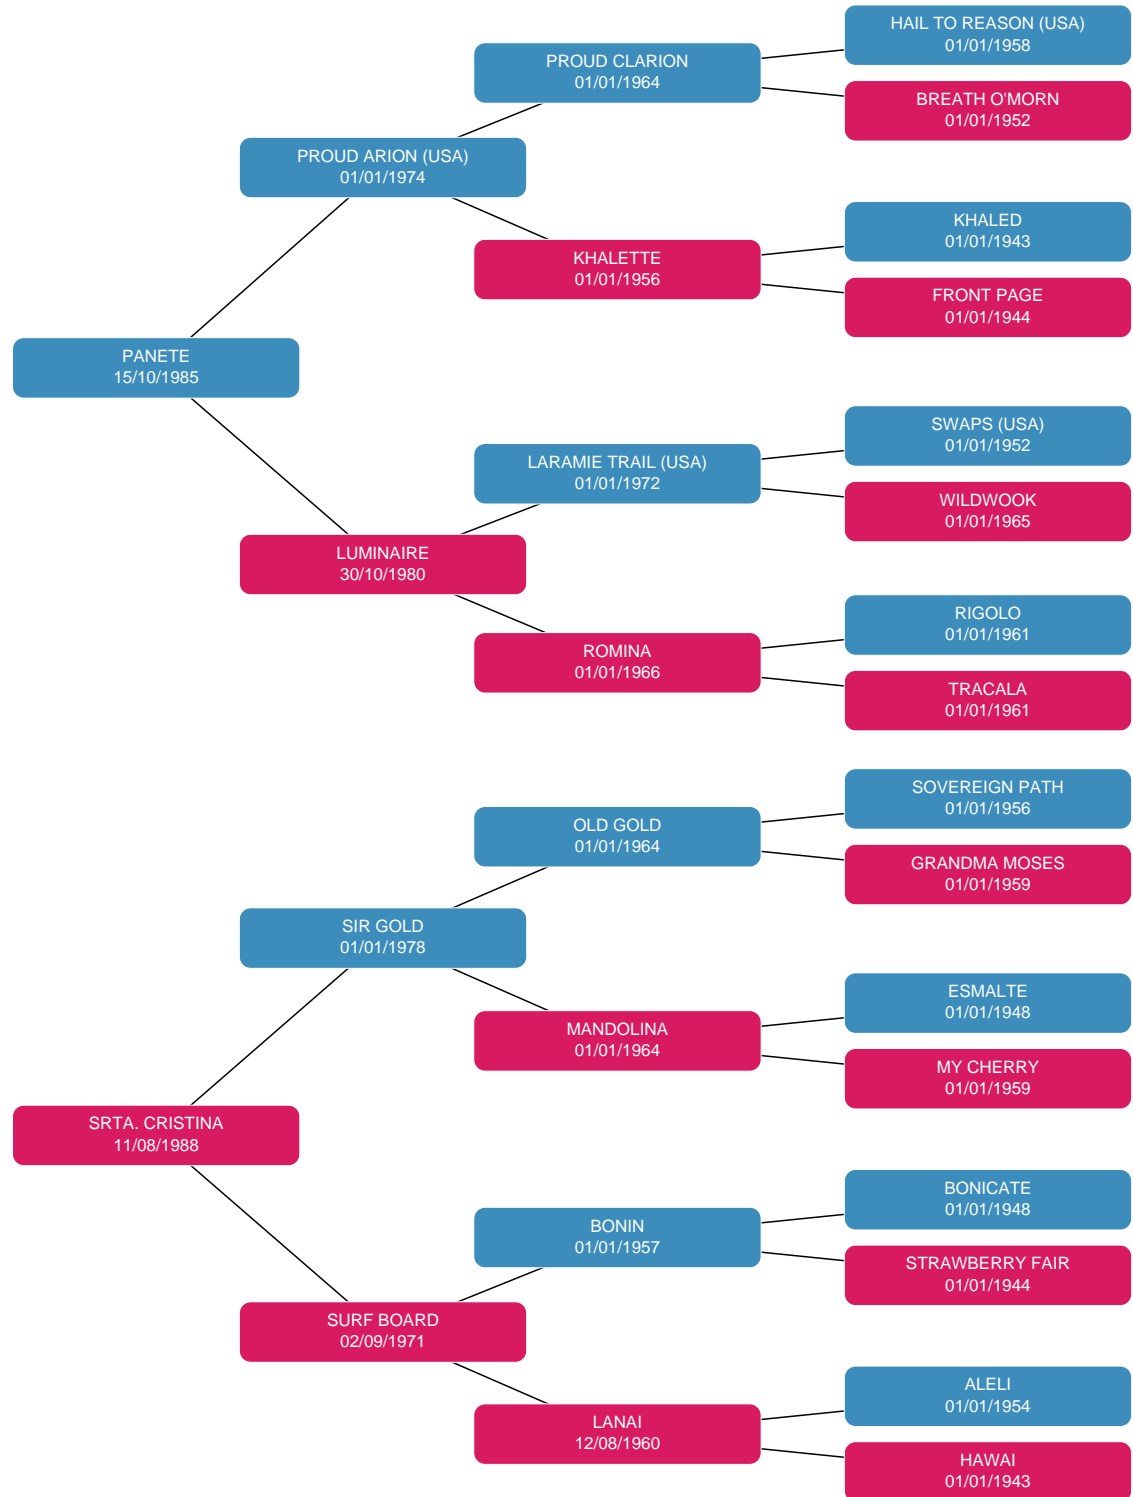 HAIL TO REASON (USA)
01/01/1958
PROUD CLARION
01/01/1964
BREATH O'MORN
01/01/1952
PROUD ARION (USA)
01/01/1974
KHALED
01/01/1943
KHALETTE
01/01/1956
FRONT PAGE
01/01/1944
PANETE
15/10/1985
SWAPS (USA)
01/01/1952
LARAMIE TRAIL (USA)
01/01/1972
WILDWOOK
01/01/1965
LUMINAIRE
30/10/1980
RIGOLO
01/01/1961
ROMINA
01/01/1966
TRACALA
01/01/1961
SOVEREIGN PATH
01/01/1956
OLD GOLD
01/01/1964
GRANDMA MOSES
01/01/1959
SIR GOLD
01/01/1978
ESMALTE
01/01/1948
MANDOLINA
01/01/1964
MY CHERRY
01/01/1959
SRTA. CRISTINA
11/08/1988
BONICATE
01/01/1948
BONIN
01/01/1957
STRAWBERRY FAIR
01/01/1944
SURF BOARD
02/09/1971
ALELI
01/01/1954
LANAI
12/08/1960
HAWAI
01/01/1943